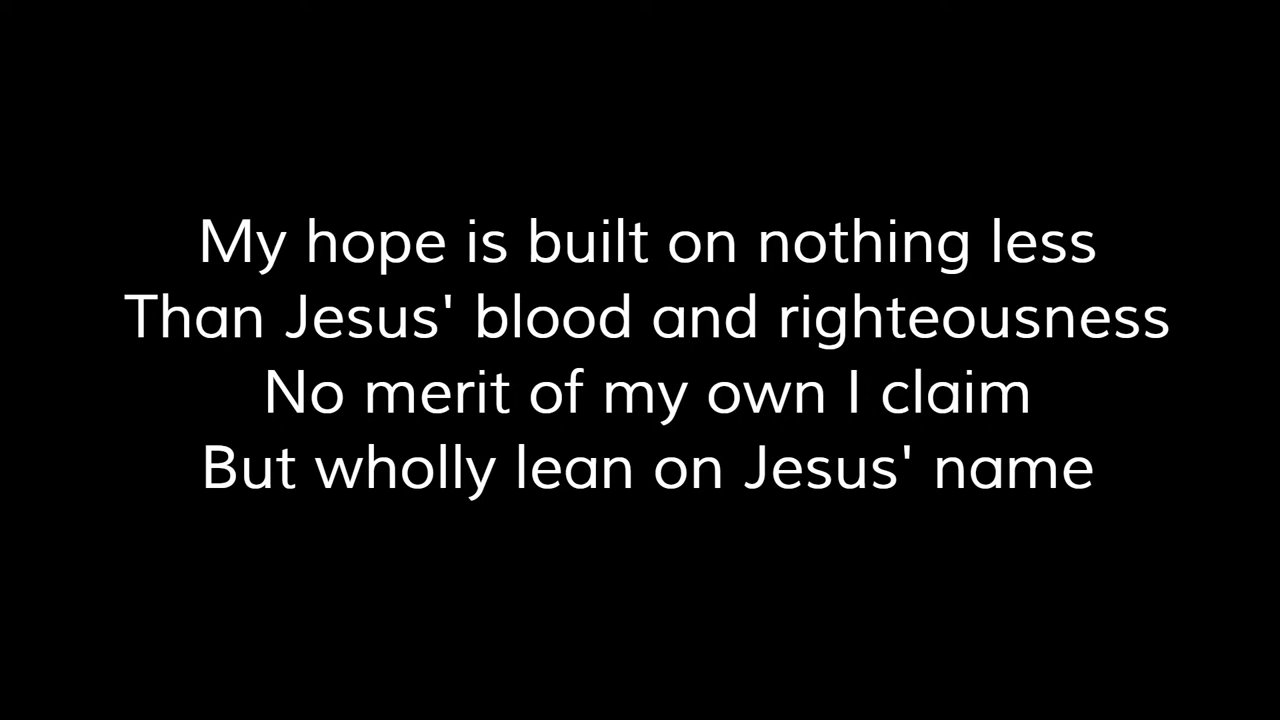 My hope is built on nothing less
Than Jesus' blood and righteousness
No merit of my own I claim
But wholly lean on Jesus' name